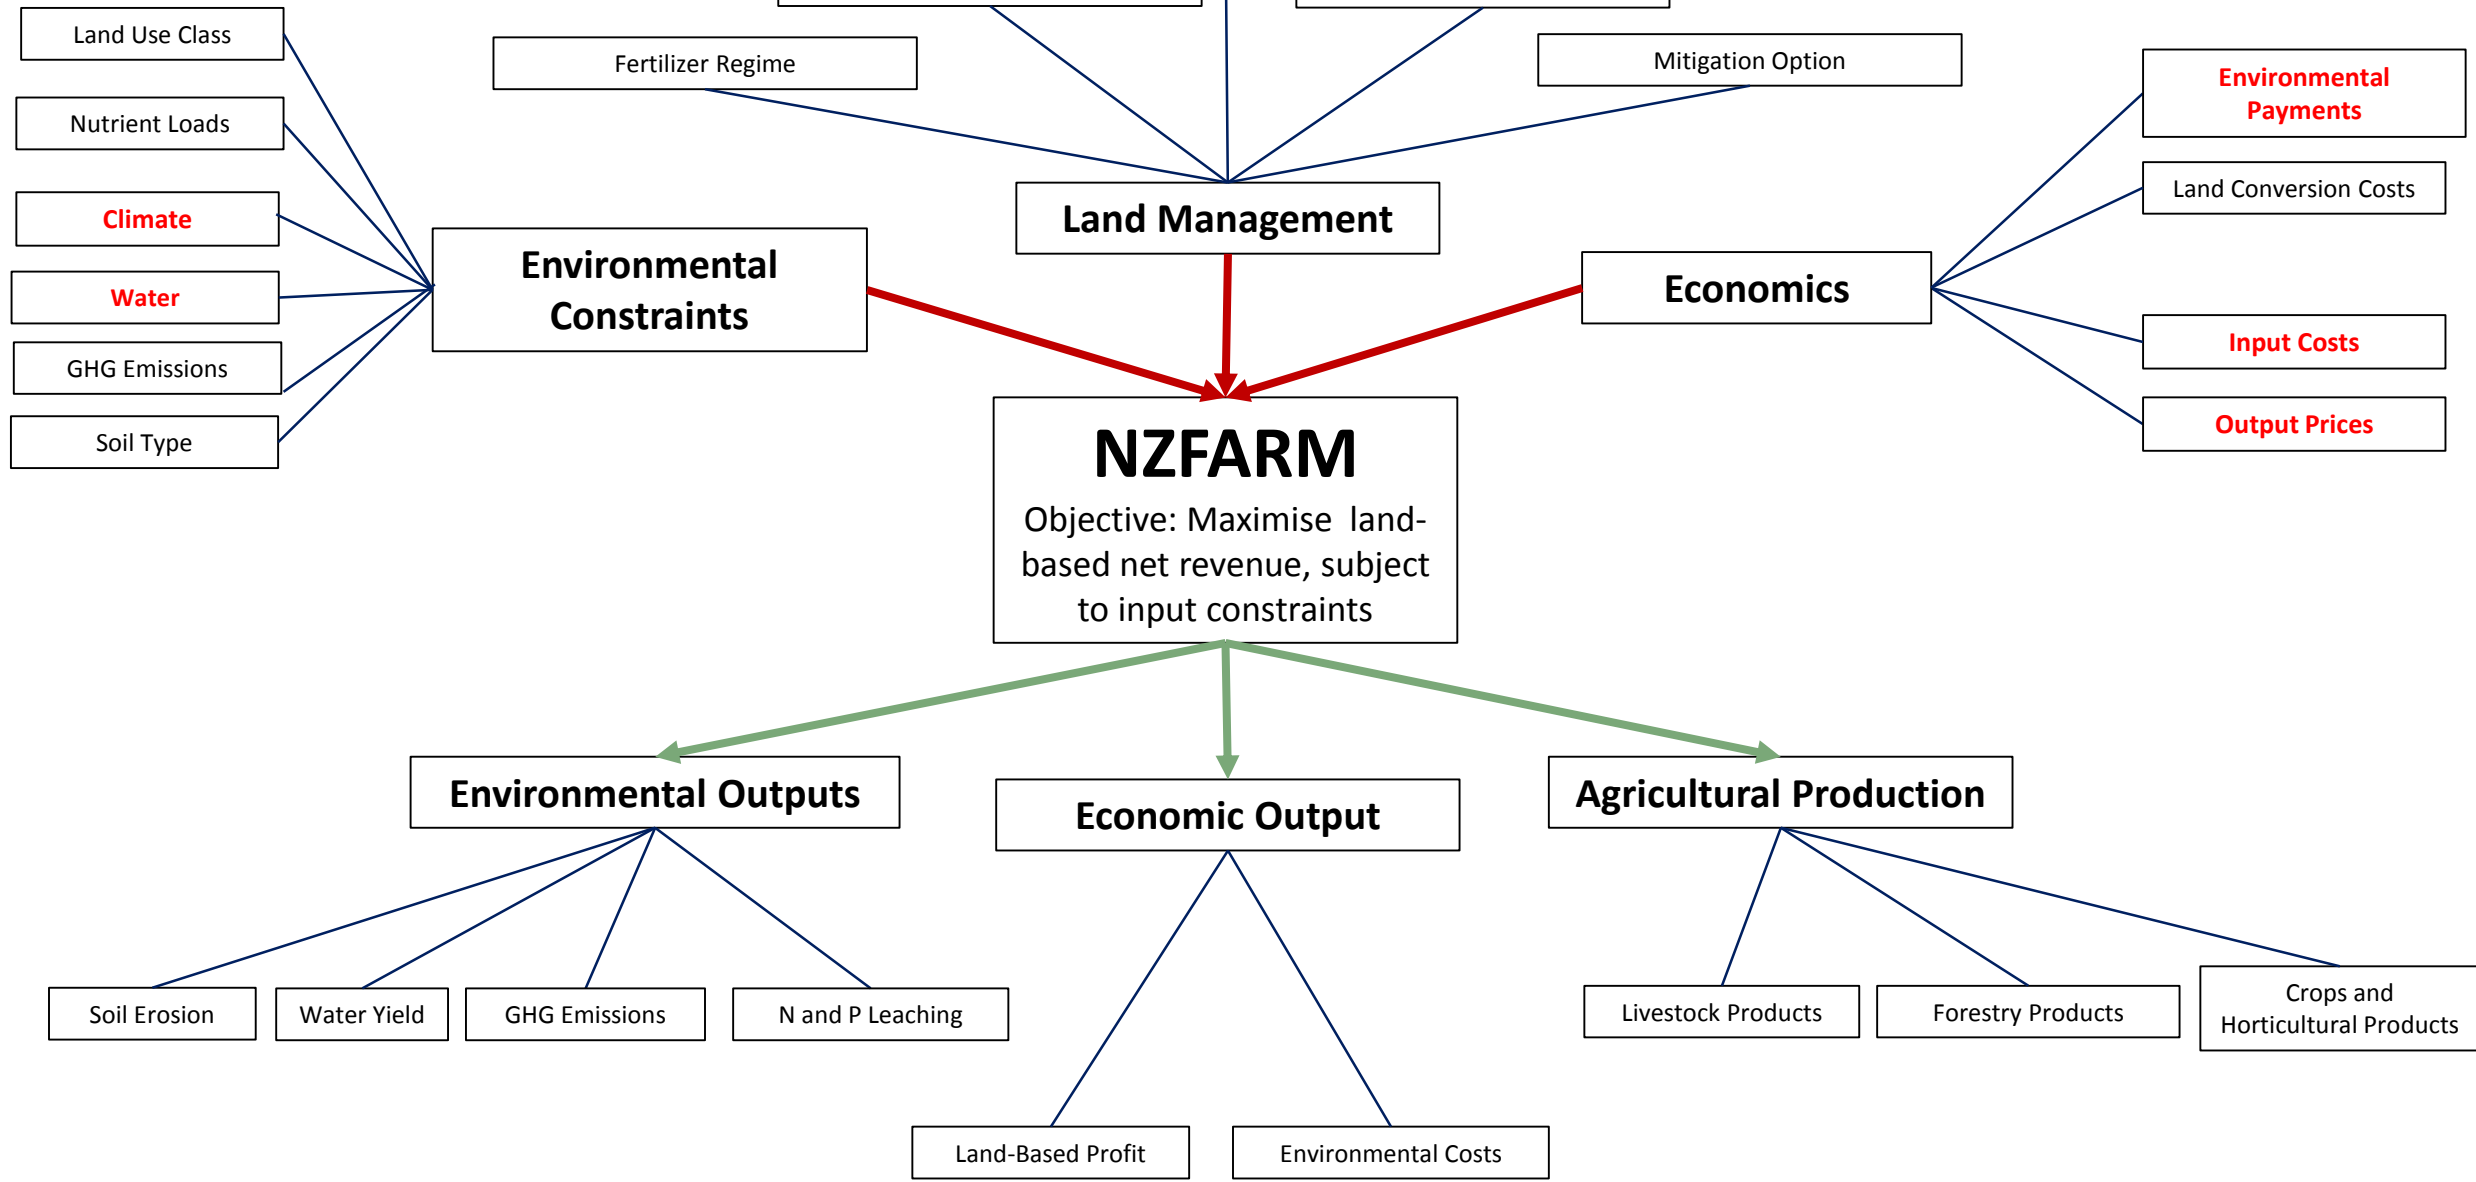 Land Use Class
Fertilizer Regime
Mitigation Option
Environmental
Payments
Nutrient Loads
Land Conversion Costs
Climate
Land Management
Water
Environmental
Constraints
Economics
Input Costs
GHG Emissions
Output Prices
Soil Type
NZFARM
Objective: Maximise land-
based net revenue, subject
to input constraints
Environmental Outputs
Economic Output
Agricultural Production
Soil Erosion
Water Yield
GHG Emissions
N and P Leaching
Livestock Products
Forestry Products
Crops and
Horticultural Products
Land-Based Profit
Environmental Costs